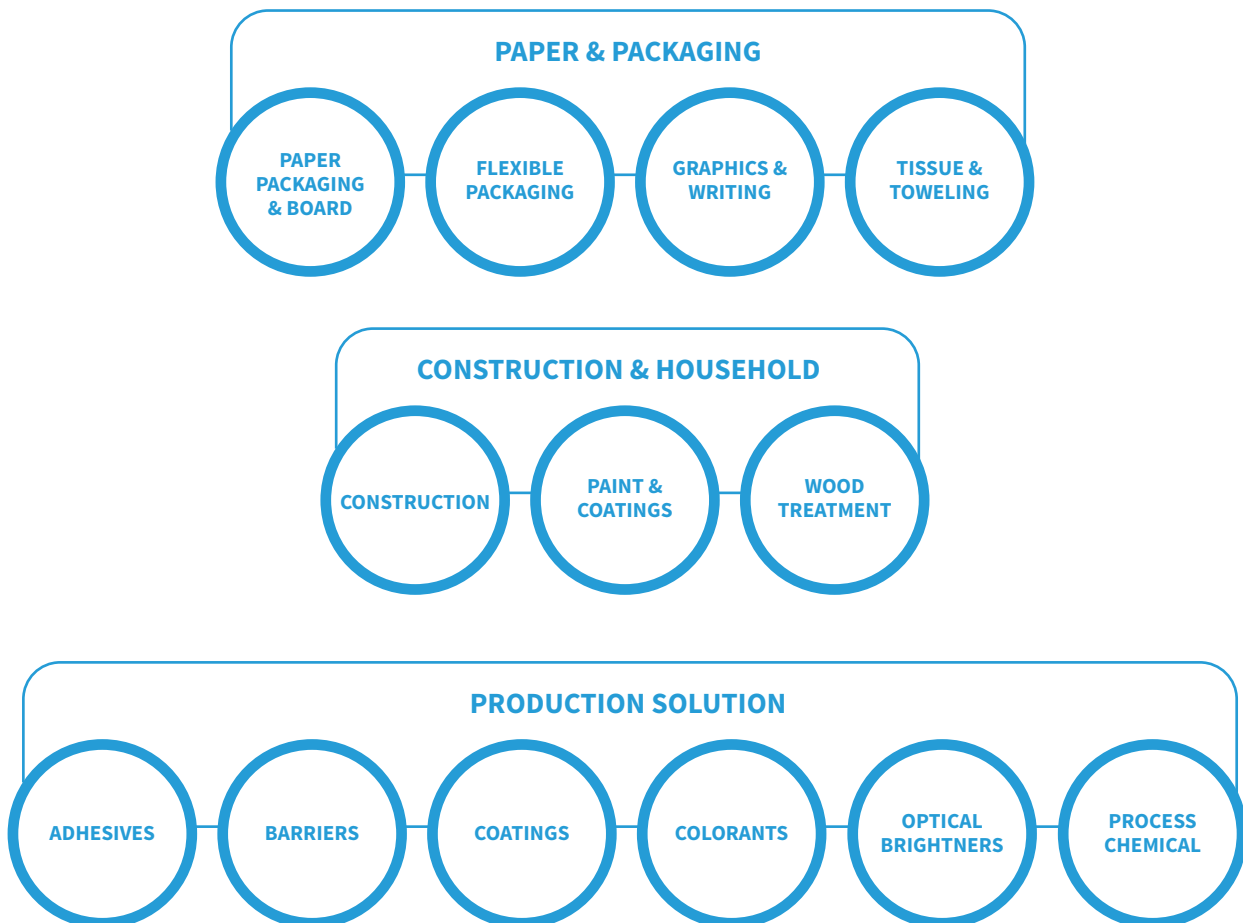 PAPER & PACKAGING
PAPER
PACKAGING
& BOARD
FLEXIBLE
PACKAGING
GRAPHICS &
WRITING
TISSUE &
TOWELING
CONSTRUCTION & HOUSEHOLD
CONSTRUCTION
PAINT &
COATINGS
WOOD
TREATMENT
PRODUCTION SOLUTION
ADHESIVES
BARRIERS
COATINGS
COLORANTS
OPTICAL
BRIGHTNERS
PROCESS
CHEMICAL